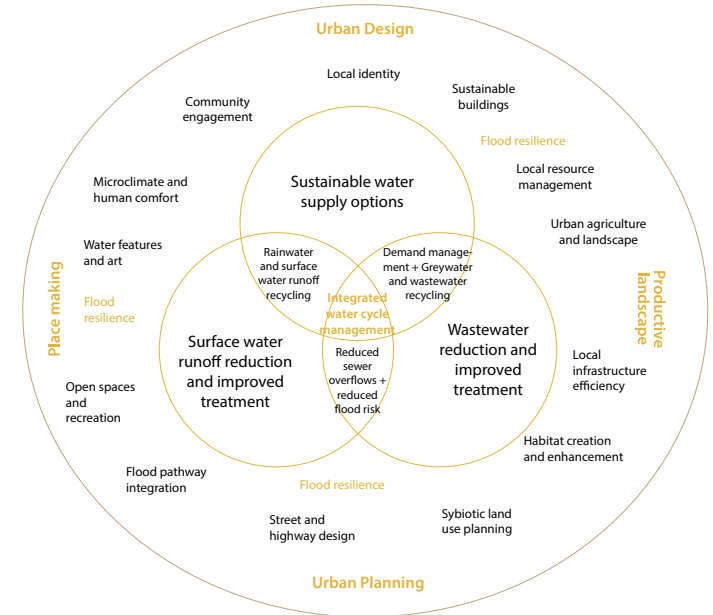 Urban Design
Local identity
Sustainable
buildings
Community
engagement
Flood resilience
Local resource
management
Sustainable water
supply options
Microclimate and
human comfort
Urban agriculture
and landscape
Water features
and art
Rainwater
and surface
water runoff
recycling
Demand manage-
ment + Greywater
and wastewater
recycling
Place making
Flood
resilience
Integrated
water cycle
management
Productive
landscape
Surface water
runoff reduction
and improved
treatment
Wastewater
reduction and
improved
treatment
Reduced
sewer
overflows +
reduced
flood risk
Local
infrastructure
efficiency
Open spaces
and
recreation
Habitat creation
and enhancement
Flood pathway
integration
Flood resilience
Street and
highway design
Sybiotic land
use planning
Urban Planning